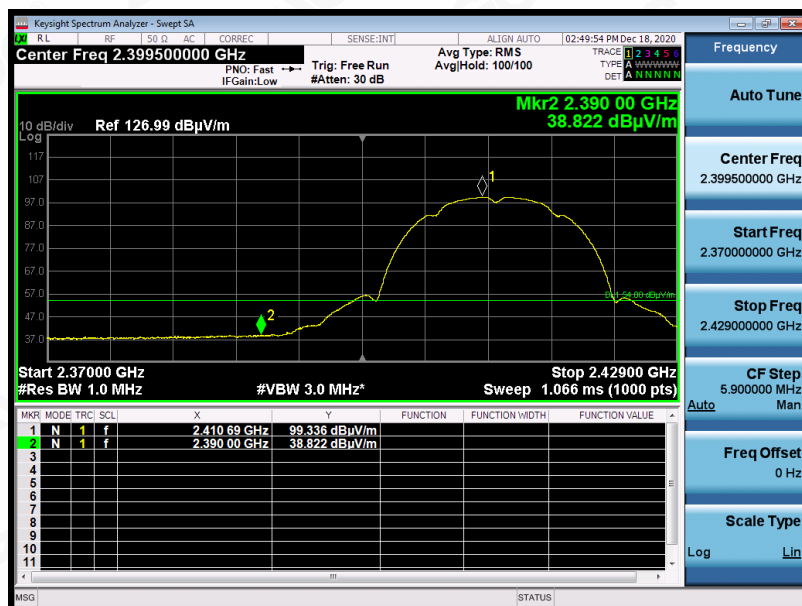 Keysight Spectrum Analyzer - Swept SA
LXI RL RF 50 Ω AC CORREC SENSE:INT ALIGN AUTO 02:49:54 PM Dec 18, 2020
Center Freq 2.399500000 GHz
PNO: Fast
IFGain:Low
Trig: Free Run
#Atten: 30 dB
Avg Type: RMS
Avg|Hold: 100/100
TRACE 1 2 3 4 5 6
TYPE A WWWWW
DET A N N N N N
Mkr2 2.390 00 GHz
38.822 dBµV/m
10 dB/div Ref 126.99 dBµV/m
Log
117
107
97.0
87.0
77.0
67.0
57.0
47.0
37.0
1
2
DL1 54.00 dBµV/m
Start 2.37000 GHz Stop 2.42900 GHz
#Res BW 1.0 MHz #VBW 3.0 MHz* Sweep 1.066 ms (1000 pts)
MKR MODE TRC SCL X Y FUNCTION FUNCTION WIDTH FUNCTION VALUE
1 N 1 f 2.410 69 GHz 99.336 dBµV/m
2 N 1 f 2.390 00 GHz 38.822 dBµV/m
3
4
5
6
7
8
9
10
11
MSG STATUS
Frequency
Auto Tune
Center Freq
2.399500000 GHz
Start Freq
2.370000000 GHz
Stop Freq
2.429000000 GHz
CF Step
5.900000 MHz
Auto Man
Freq Offset
0 Hz
Scale Type
Log Lin